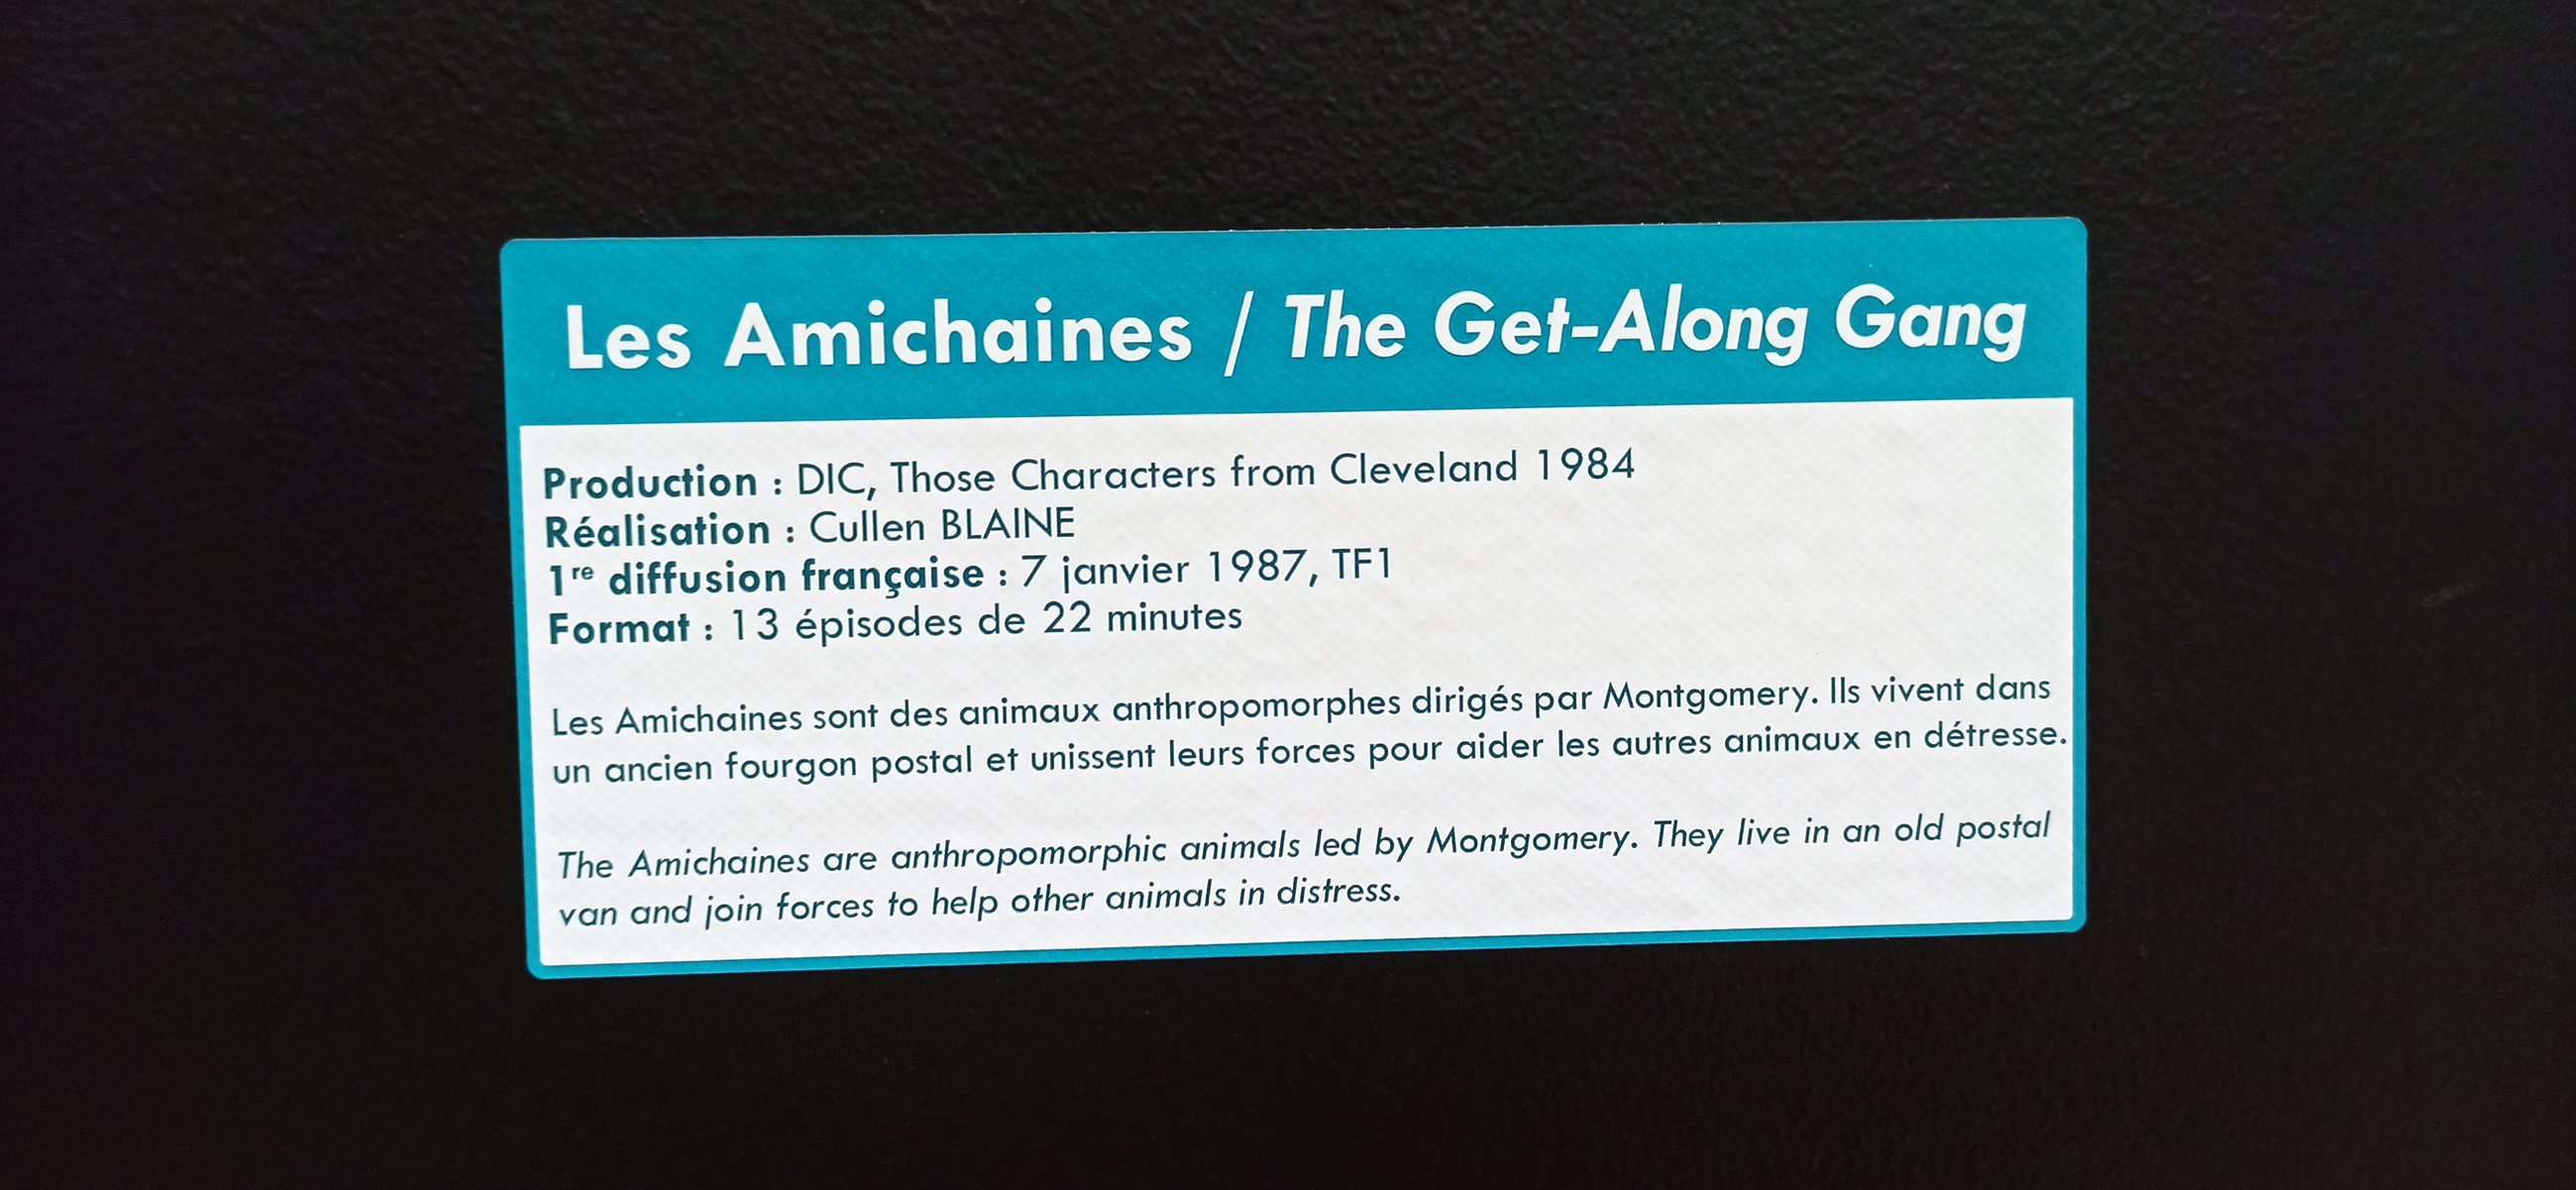 Les Amichaines / The Get-Along Gang
Production : DIC, Those Characters from Cleveland 1984
Réalisation : Cullen BLAINE
1re diffusion française : 7 janvier 1987, TF1
Format : 13 épisodes de 22 minutes
Les Amichaines sont des animaux anthropomorphes dirigés par Montgomery. Ils vivent dans
un ancien fourgon postal et unissent leurs forces pour aider les autres animaux en détresse.
The Amichaines are anthropomorphic animals led by Montgomery. They live in an old postal
van and join forces to help other animals in distress.